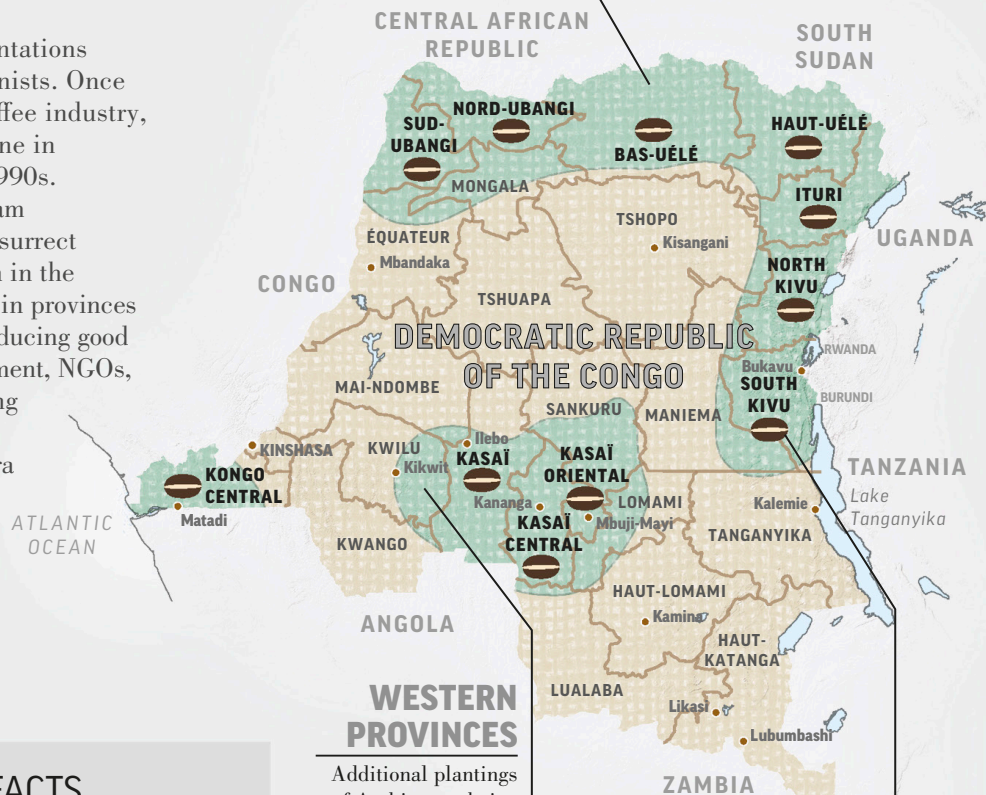 ntations
nists. Once
ffee industry,
ne in
990s.
am
surrect
n in the
in provinces
ducing good
ment, NGOs,
ng
ra
CENTRAL AFRICAN
REPUBLIC
SOUTH
SUDAN
NORD-UBANGI
SUD-
UBANGI
BAS-UÉLÉ
HAUT-UÉLÉ
MONGALA
ITURI
TSHOPO
Kisangani
UGANDA
ÉQUATEUR
Mbandaka
NORTH
KIVU
CONGO
TSHUAPA
DEMOCRATIC REPUBLIC
OF THE CONGO
RWANDA
Bukavu
SOUTH
KIVU
BURUNDI
MAI-NDOMBE
SANKURU
MANIEMA
KINSHASA
KWILU
Kikwit
Ilebo
KASAÏ
KASAÏ
ORIENTAL
KONGO
CENTRAL
Matadi
ATLANTIC
OCEAN
Kananga
LOMAMI
Mbuji-Mayi
KASAÏ
CENTRAL
KWANGO
TANZANIA
Lake
Tanganyika
Kalemie
TANGANYIKA
HAUT-LOMAMI
Kamina
ANGOLA
HAUT-
KATANGA
LUALABA
Likasi
Lubumbashi
ZAMBIA
WESTERN
PROVINCES
Additional plantings
FACTS